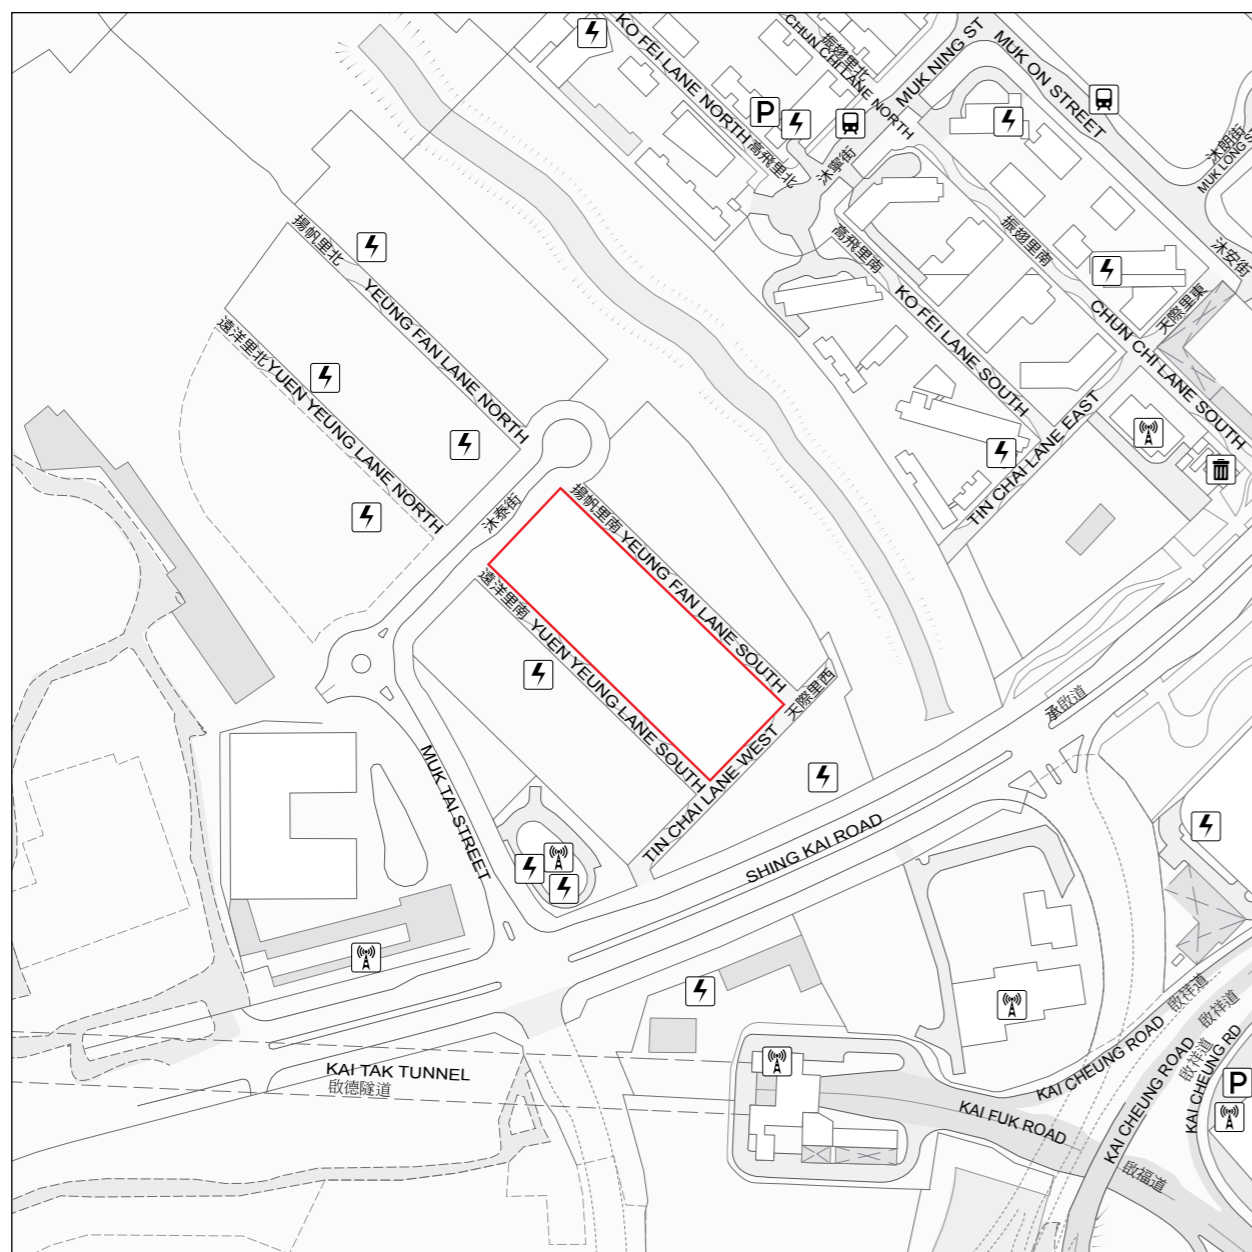 KO FEI LANE NORTH
高飛里北
振翹里北
CHUN CHI LANE NORTH
MUK NING ST
沐寧街
MUK ON STREET
沐安街
沐朗街
MUK LONG S
P
揚帆里北
YEUNG FAN LANE NORTH
遠洋里北
YUEN YEUNG LANE NORTH
高飛里南
KO FEI LANE SOUTH
振翹里南
CHUN CHI LANE SOUTH
天際里東
TIN CHAI LANE EAST
沐泰街
MUK TAI STREET
揚帆里南
YEUNG FAN LANE SOUTH
遠洋里南
YUEN YEUNG LANE SOUTH
天際里西
TIN CHAI LANE WEST
承啟道
SHING KAI ROAD
KAI TAK TUNNEL
啟德隧道
KAI CHEUNG ROAD
啟祥道
KAI CHEUNG ROAD
啟祥道
KAI CHEUNG RD
啟祥道
P
KAI FUK ROAD
啟福道